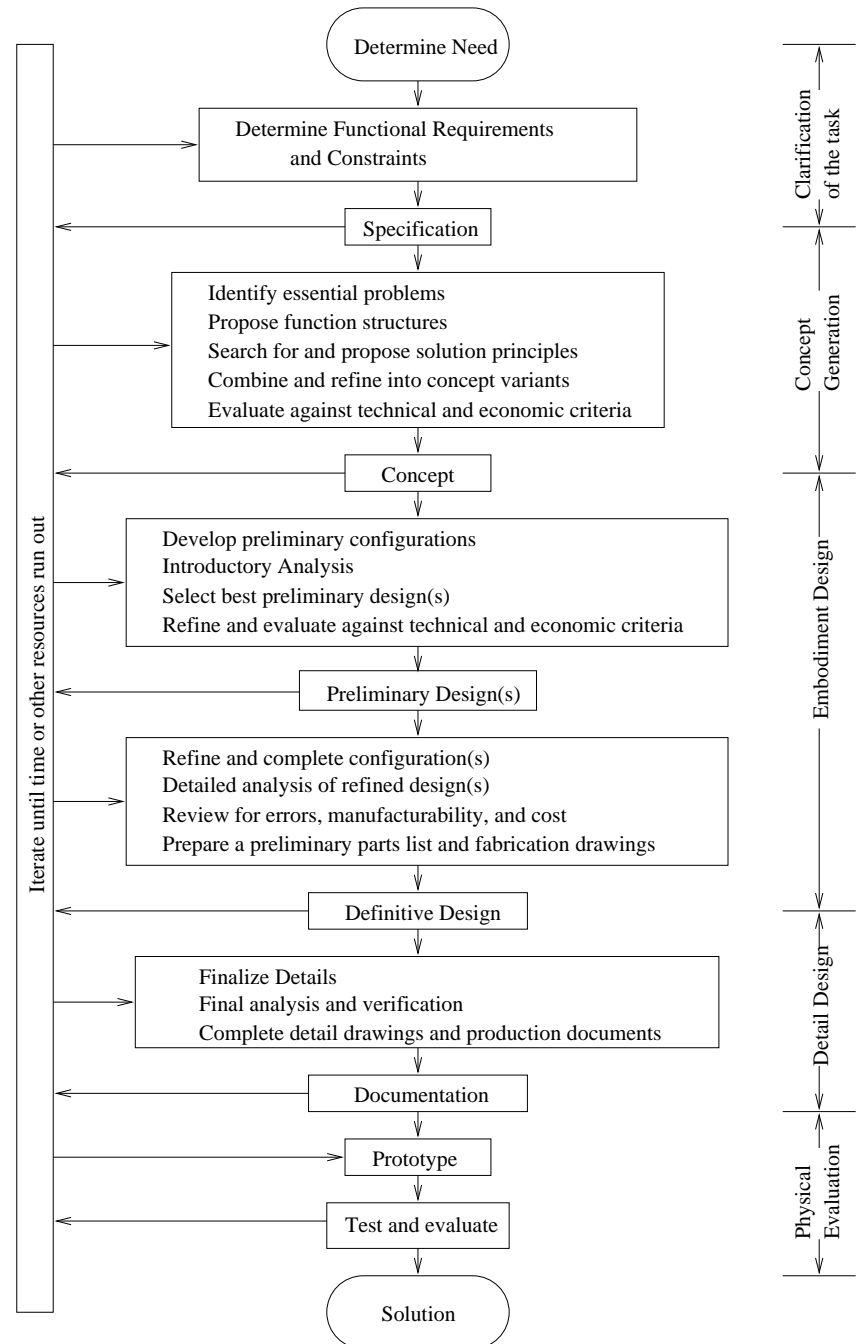 Determine Need
Determine Functional Requirements
and Constraints
Specification
Identify essential problems
Propose function structures
Search for and propose solution principles
Combine and refine into concept variants
Evaluate against technical and economic criteria
Concept
Develop preliminary configurations
Introductory Analysis
Select best preliminary design(s)
Refine and evaluate against technical and economic criteria
Preliminary Design(s)
Refine and complete configuration(s)
Detailed analysis of refined design(s)
Review for errors, manufacturability, and cost
Prepare a preliminary parts list and fabrication drawings
Definitive Design
Finalize Details
Final analysis and verification
Complete detail drawings and production documents
Documentation
Prototype
Test and evaluate
Solution
Iterate until time or other resources run out
Clarification
of the task
Concept
Generation
Embodiment Design
Detail Design
Physical
Evaluation